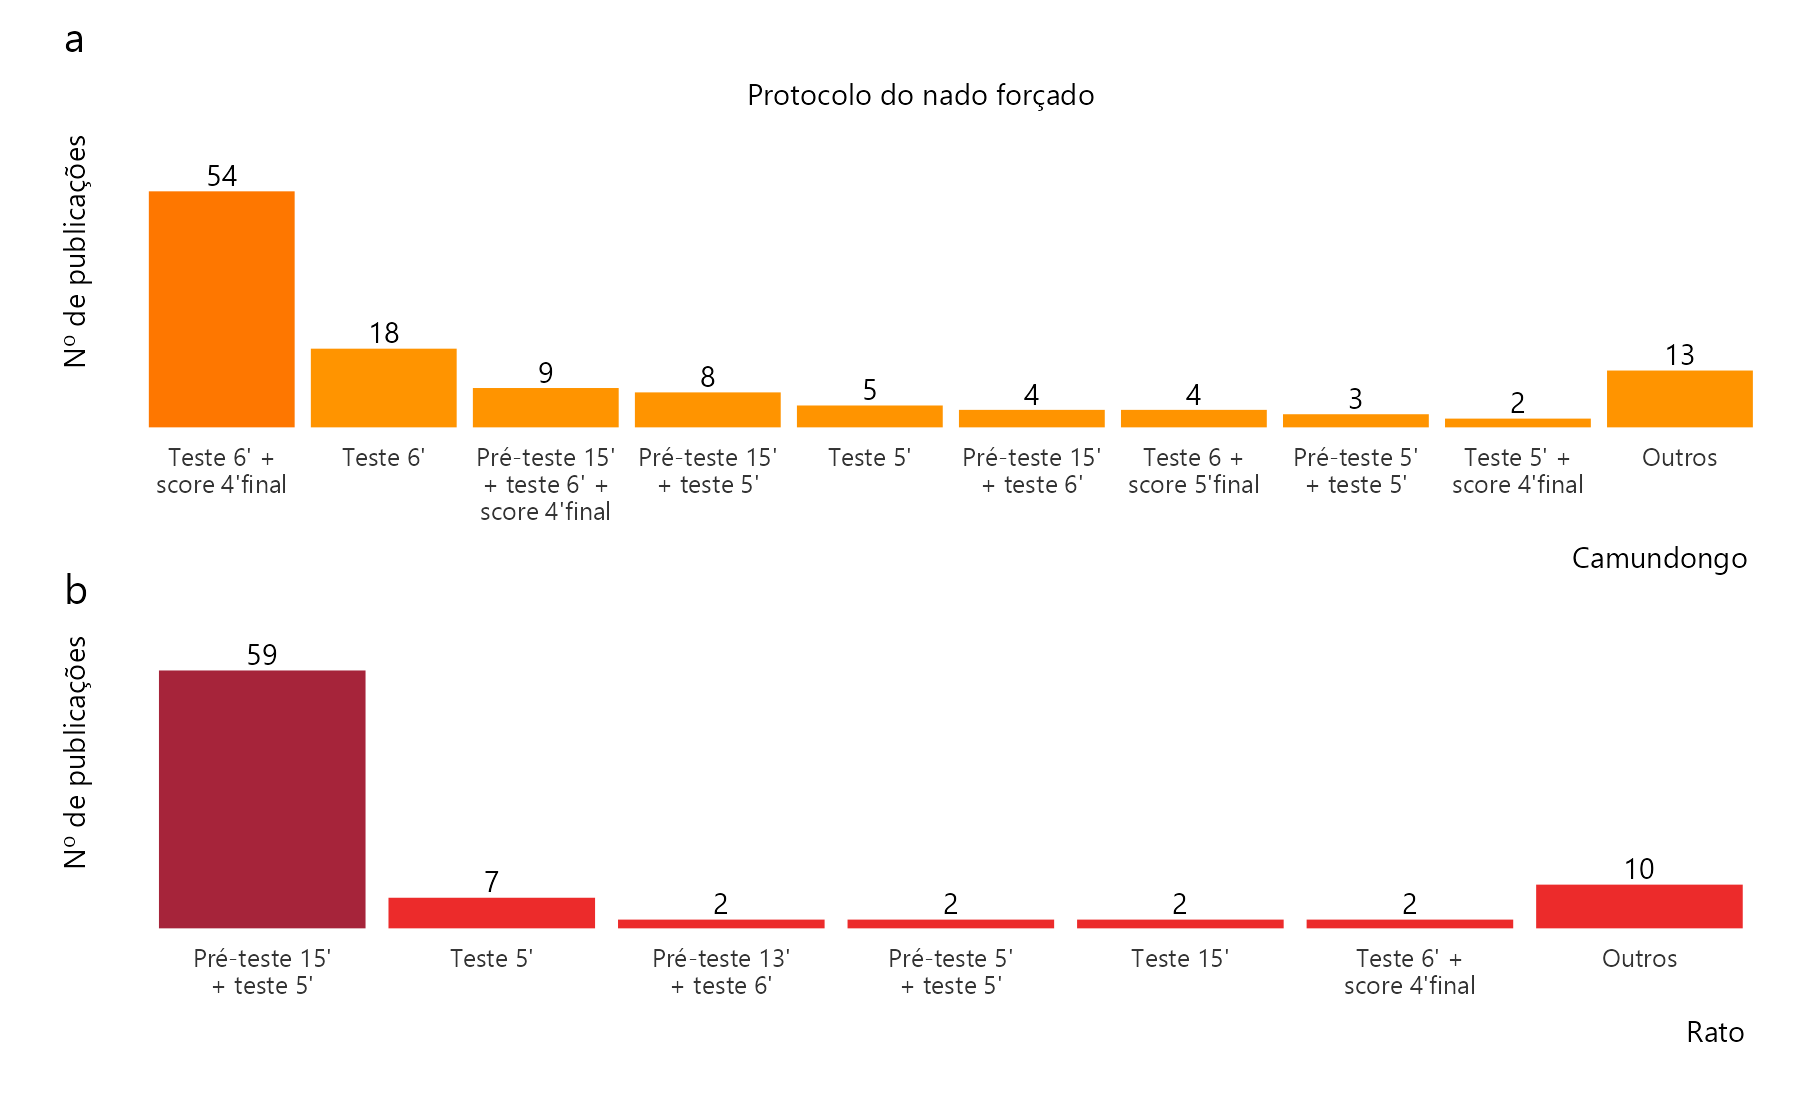 a
Protocolo do nado forçado
Nº de publicações
54
18
9
8
5
4
4
3
2
13
Teste 6' +
score 4'final
Teste 6'
Pré-teste 15'
+ teste 6' +
score 4'final
Pré-teste 15'
+ teste 5'
Teste 5'
Pré-teste 15'
+ teste 6'
Teste 6 +
score 5'final
Pré-teste 5'
+ teste 5'
Teste 5' +
score 4'final
Outros
Camundongo
b
Nº de publicações
59
7
2
2
2
2
10
Pré-teste 15'
+ teste 5'
Teste 5'
Pré-teste 13'
+ teste 6'
Pré-teste 5'
+ teste 5'
Teste 15'
Teste 6' +
score 4'final
Outros
Rato